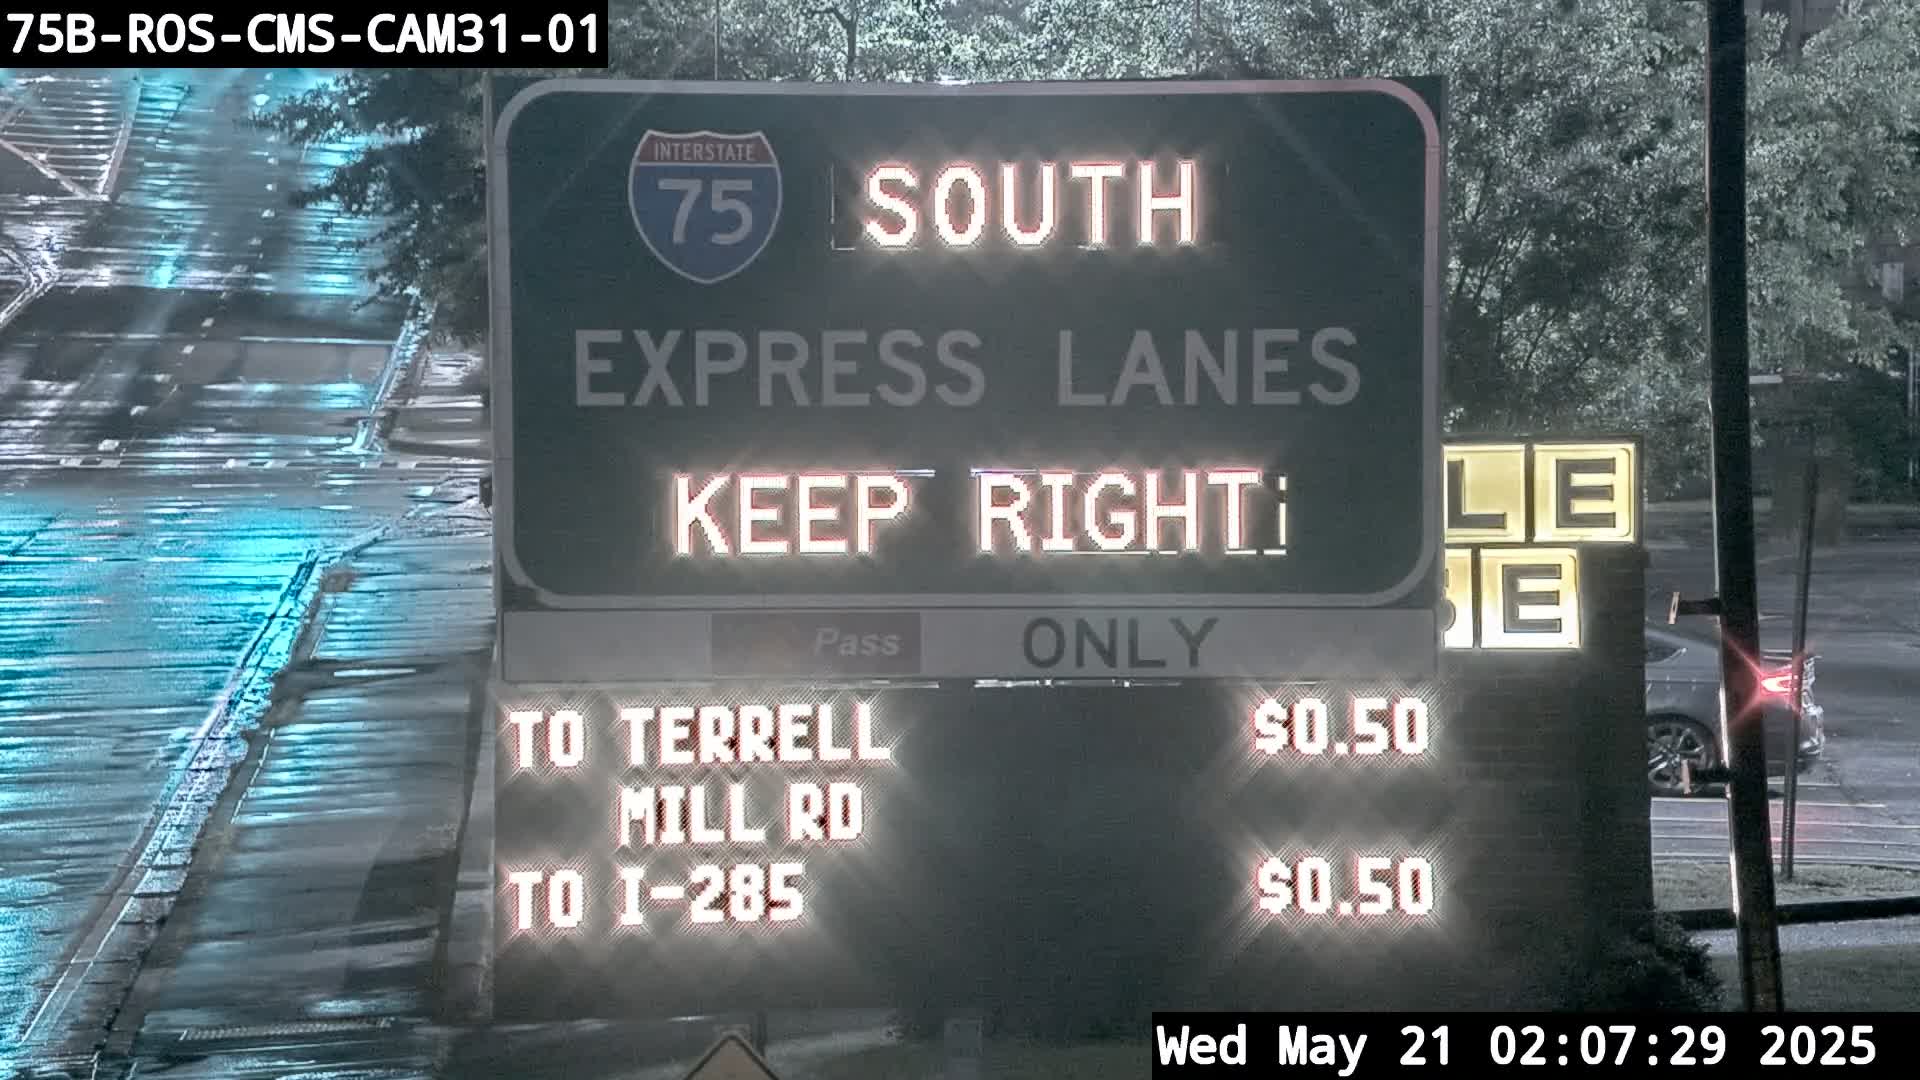 75B-ROS-CMS-CAM31-01
INTERSTATE
75
SOUTH
EXPRESS LANES
KEEP RIGHT
Pass ONLY
TO TERRELL $0.50
MILL RD
TO I-285 $0.50
LE
E
Wed May 21 02:07:29 2025